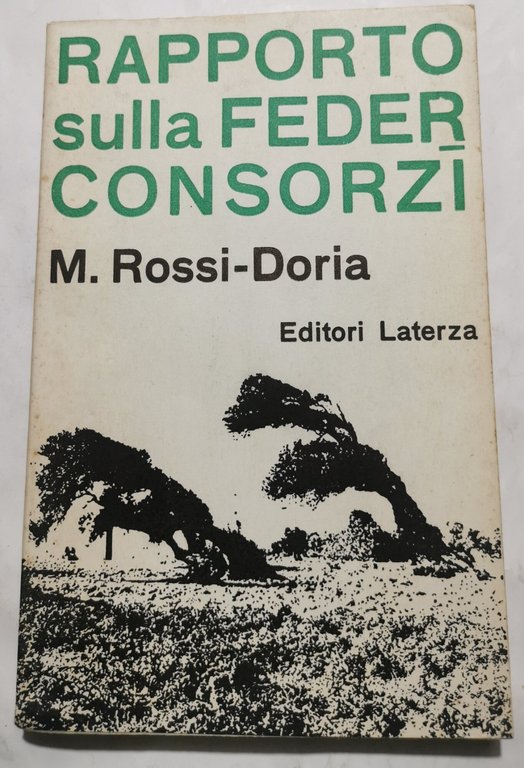 RAPPORTO
sulla FEDER
CONSORZI
M. Rossi-Doria
Editori Laterza